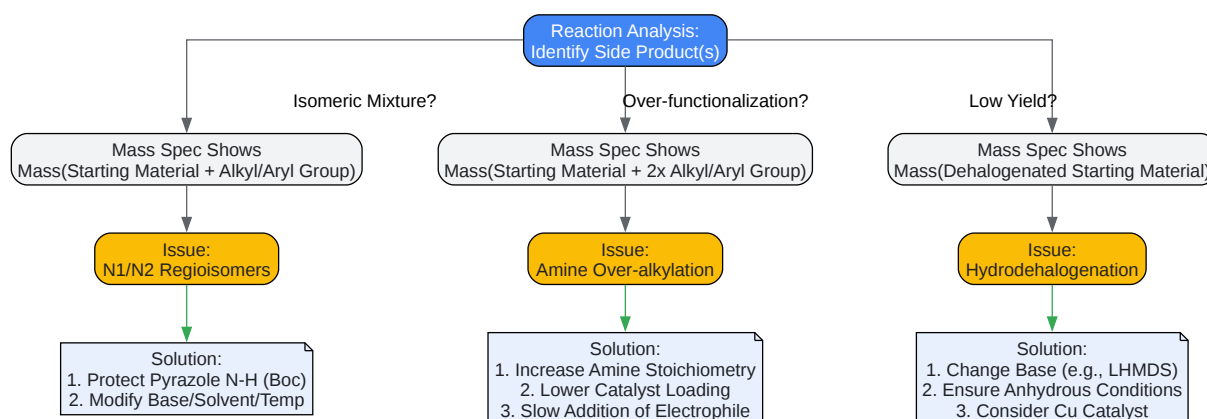 Reaction Analysis:
Identify Side Product(s)
Isomeric Mixture?
Over-functionalization?
Low Yield?
Mass Spec Shows
Mass(Starting Material + Alkyl/Aryl Group)
Mass Spec Shows
Mass(Starting Material + 2x Alkyl/Aryl Group)
Mass Spec Shows
Mass(Dehalogenated Starting Material)
Issue:
N1/N2 Regioisomers
Issue:
Amine Over-alkylation
Issue:
Hydrodehalogenation
Solution:
1. Protect Pyrazole N-H (Boc)
2. Modify Base/Solvent/Temp
Solution:
1. Increase Amine Stoichiometry
2. Lower Catalyst Loading
3. Slow Addition of Electrophile
Solution:
1. Change Base (e.g., LHMDS)
2. Ensure Anhydrous Conditions
3. Consider Cu Catalyst